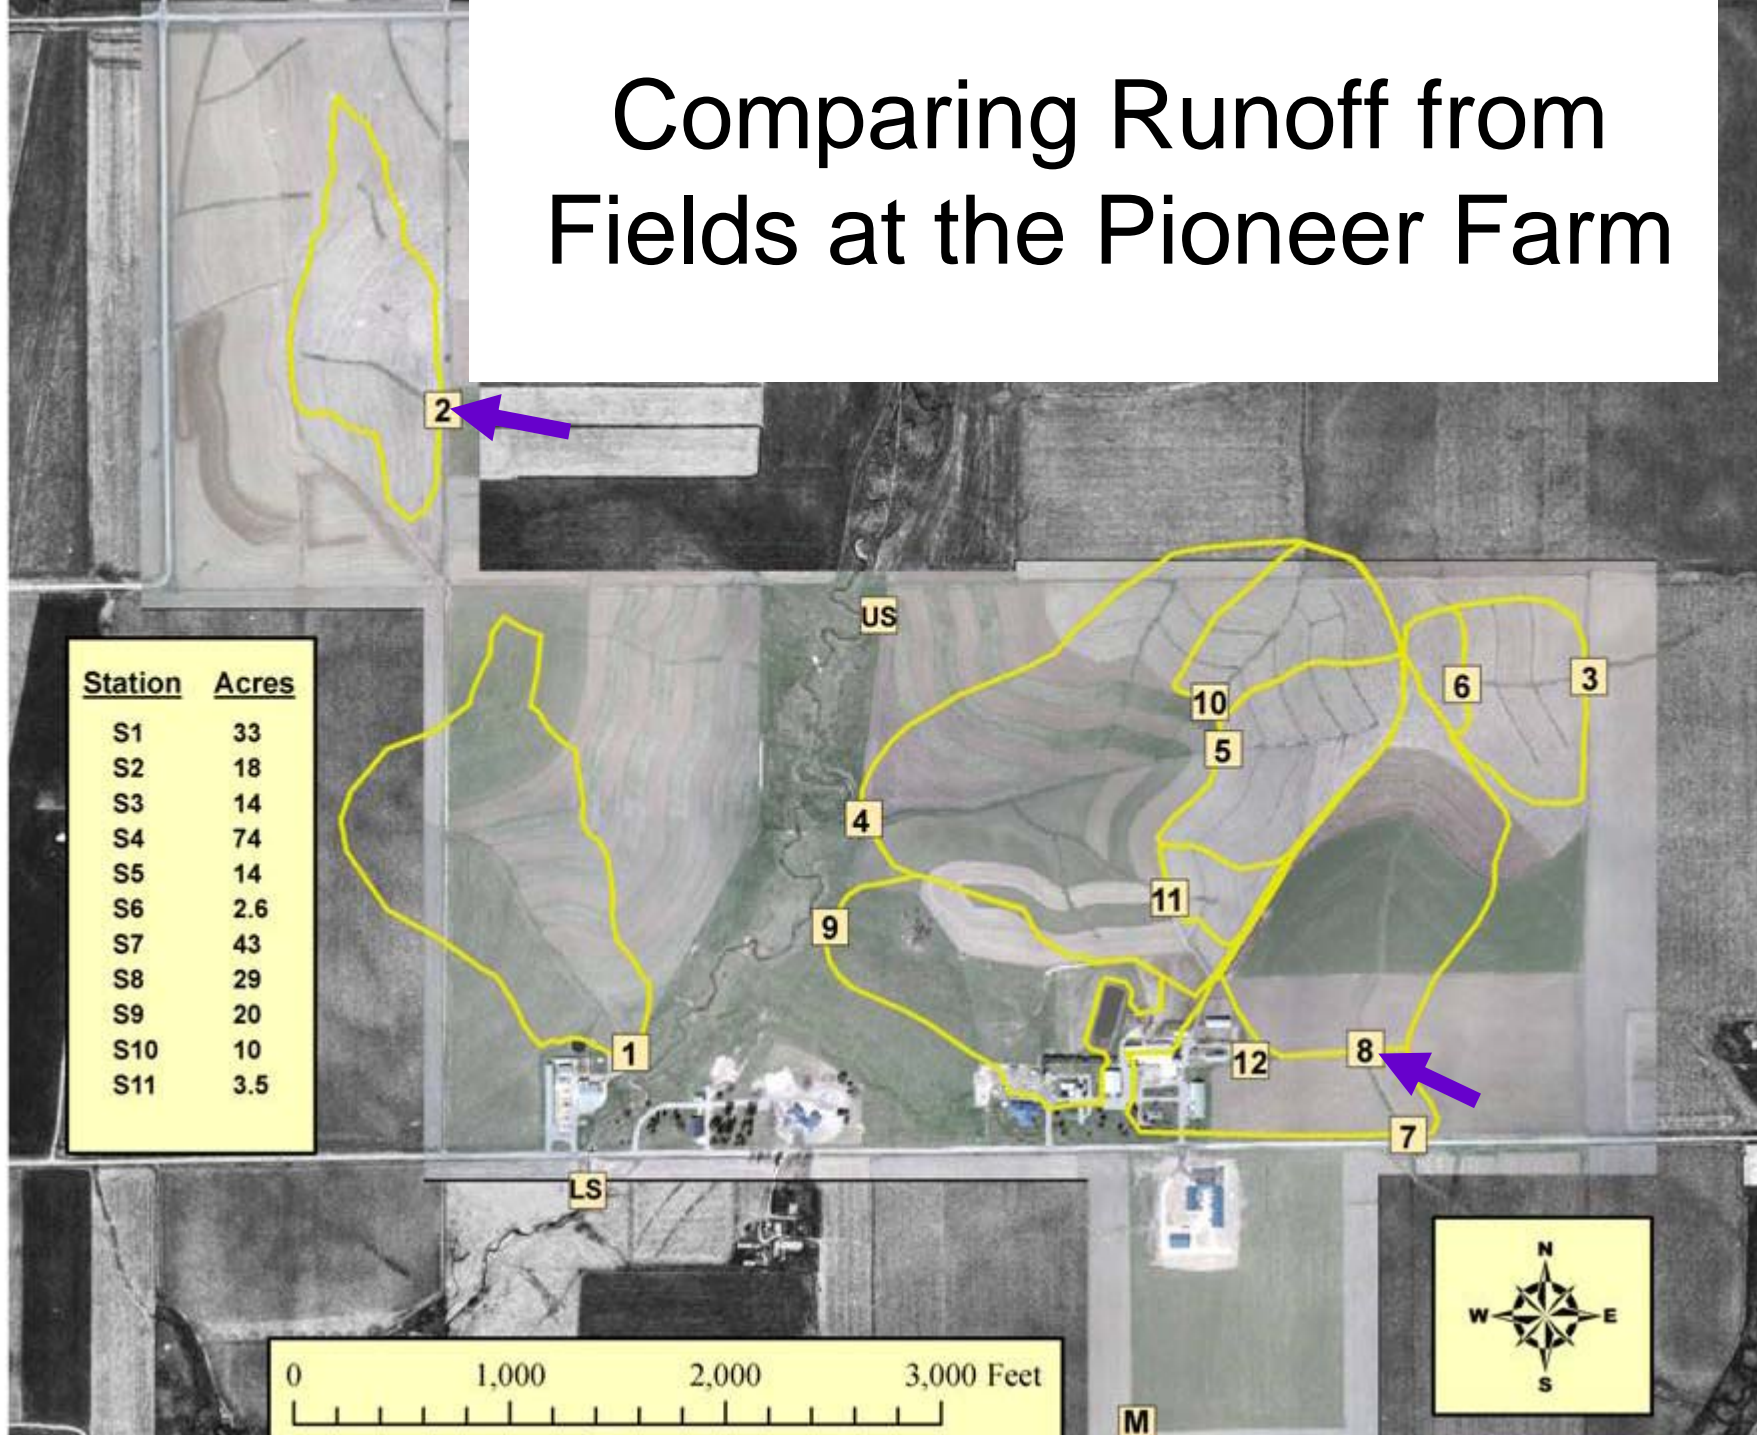 Comparing Runoff from
Fields at the Pioneer Farm
2
US
10
6
3
5
4
11
9
1
12
8
7
LS
Station Acres
S1 33
S2 18
S3 14
S4 74
S5 14
S6 2.6
S7 43
S8 29
S9 20
S10 10
S11 3.5
N
W E
S
0 1,000 2,000 3,000 Feet
M